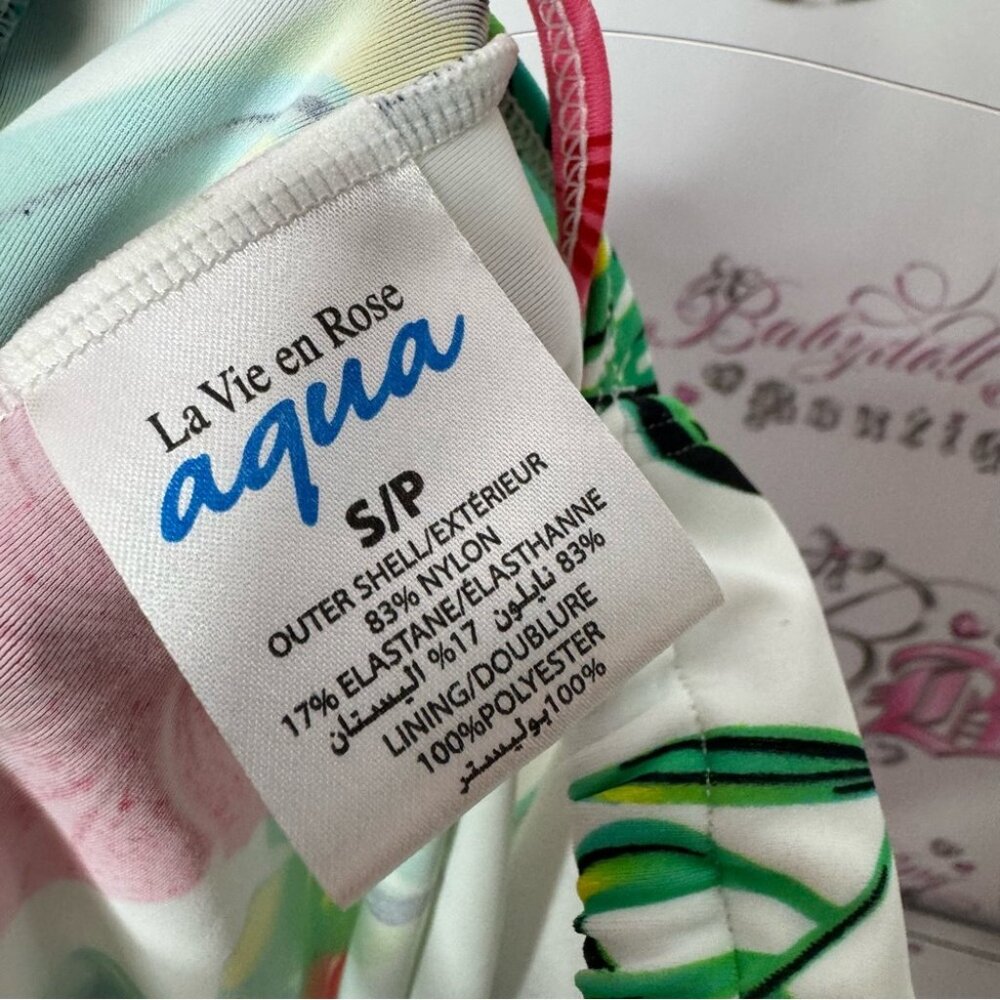 La Vie en Rose
aqua
S/P
OUTER SHELL/EXTÉRIEUR
83% NYLON
17% ELASTANE/ÉLASTHANNE
83% نايلون 17% اليستان
LINING/DOUBLURE
100%POLYESTER
100%بوليستر
Babydoll